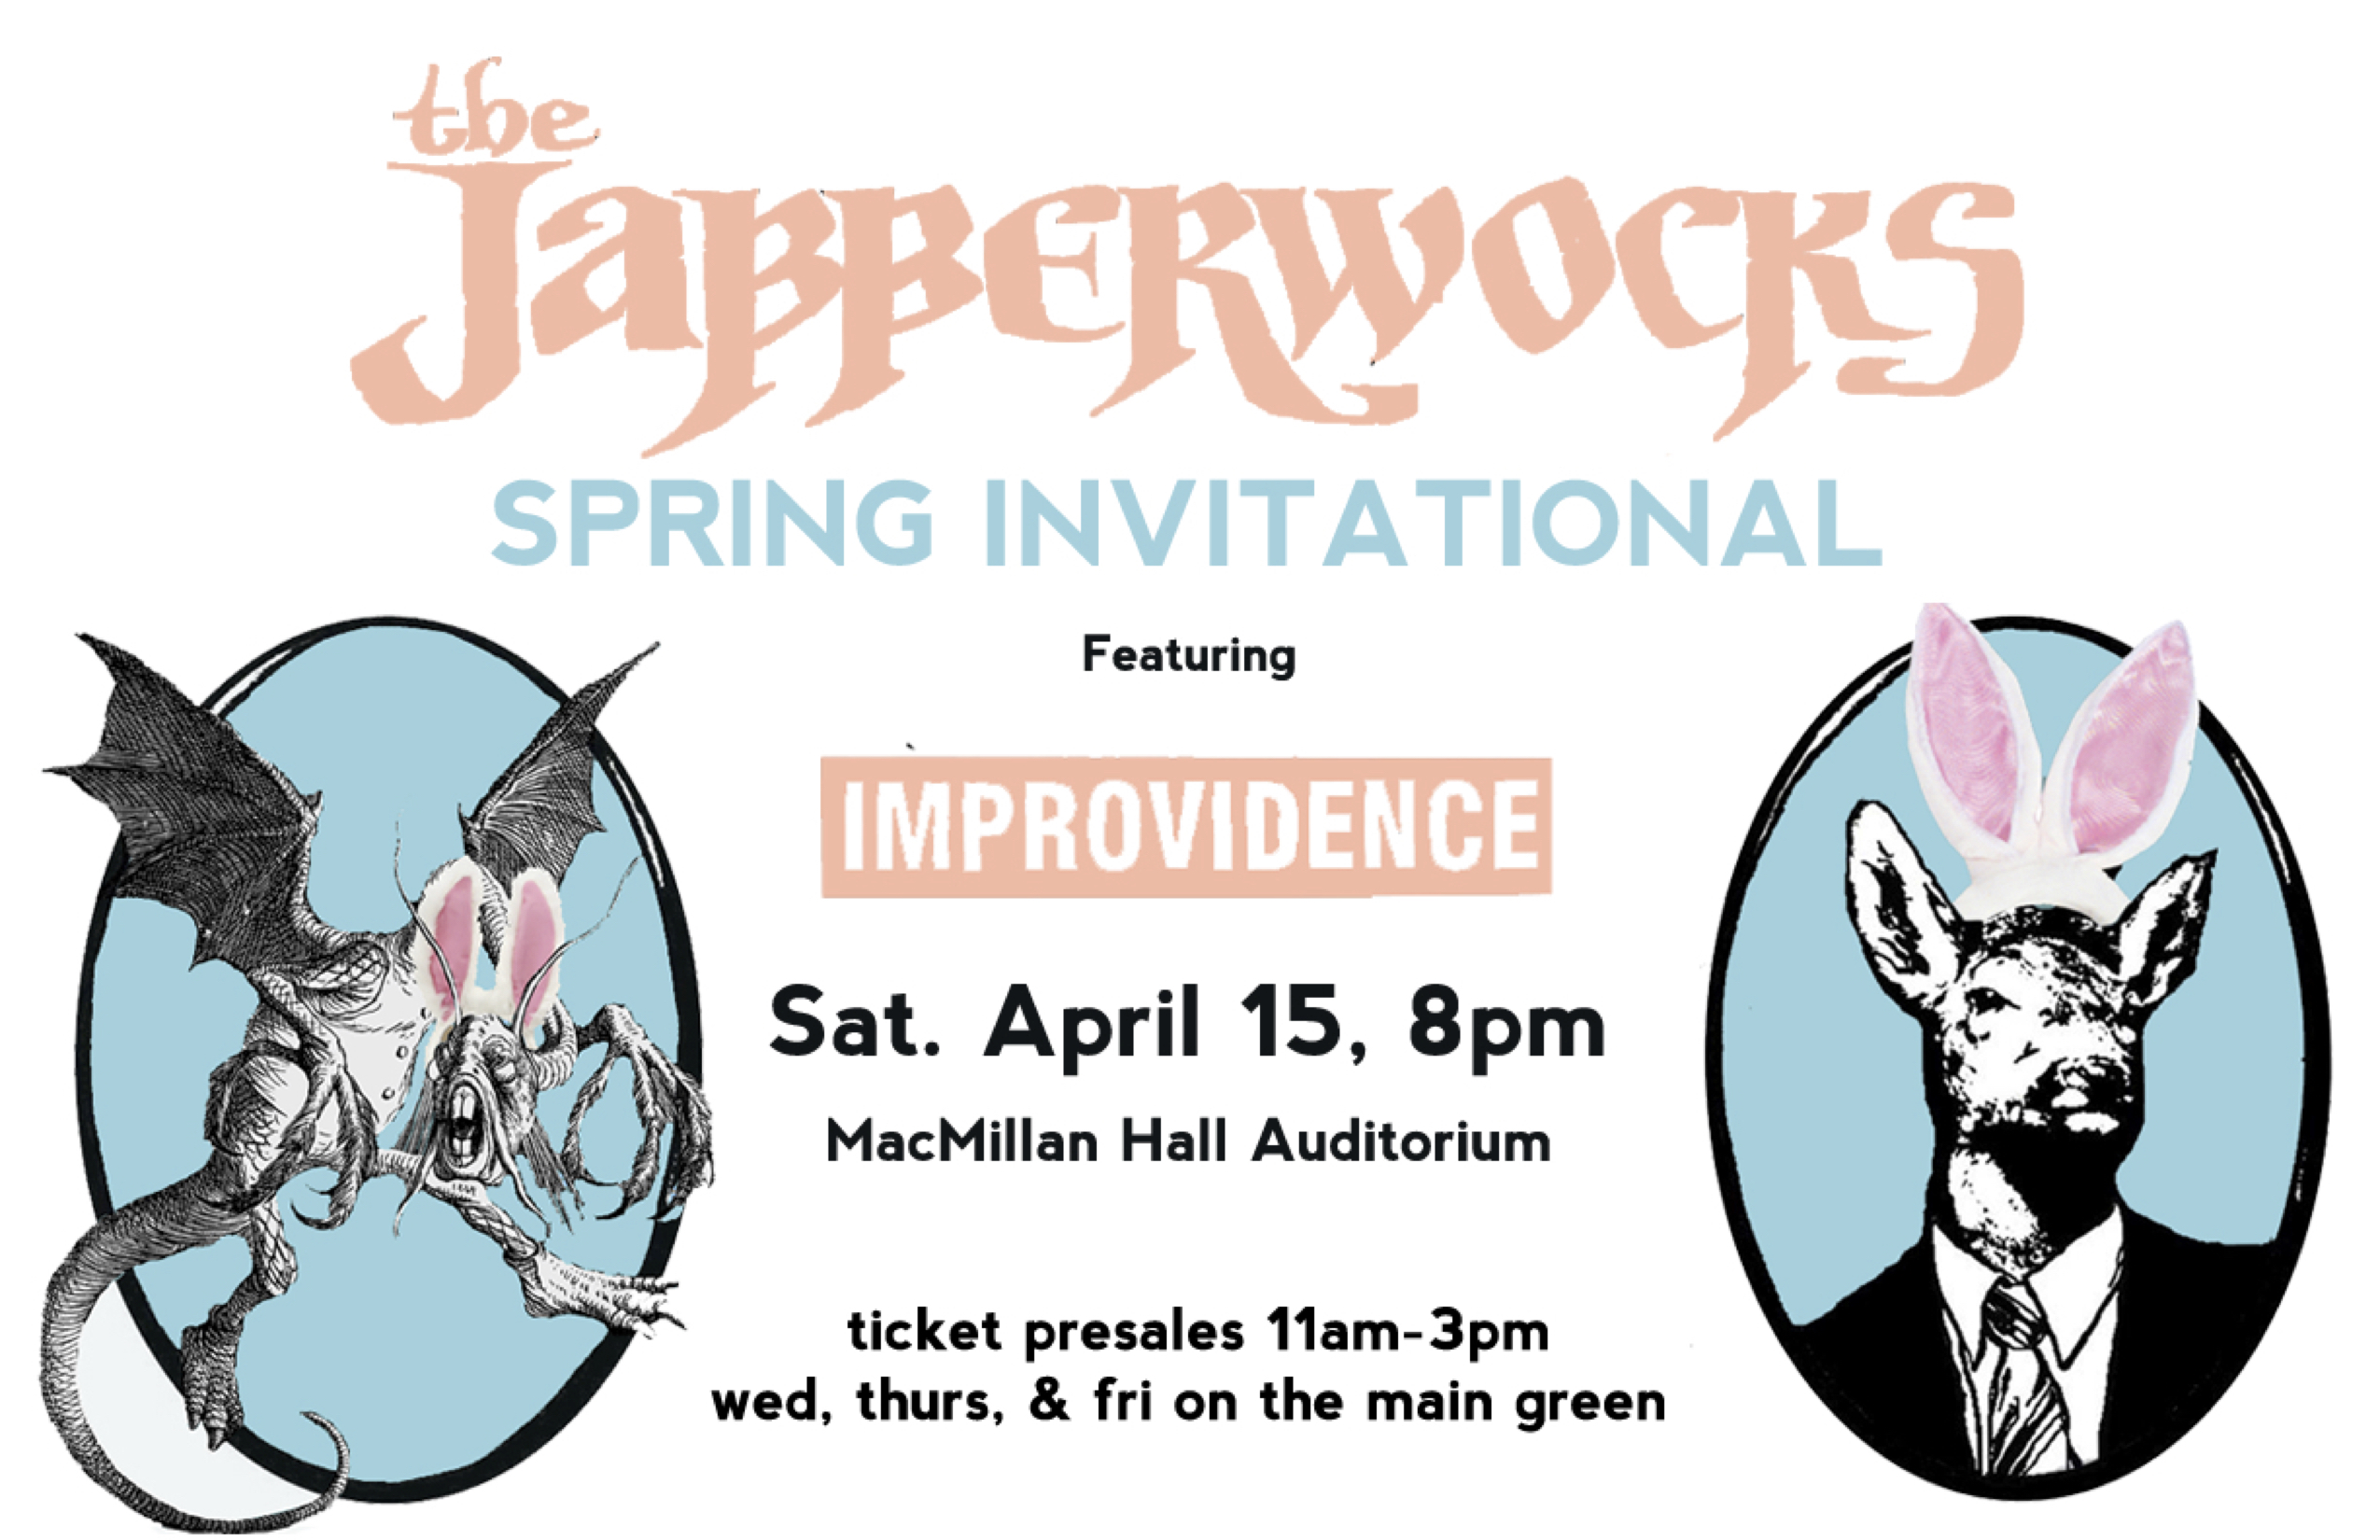 the
Jabberwocks
SPRING INVITATIONAL
Featuring
IMPROVIDENCE
Sat. April 15, 8pm
MacMillan Hall Auditorium
ticket presales 11am-3pm
wed, thurs, & fri on the main green